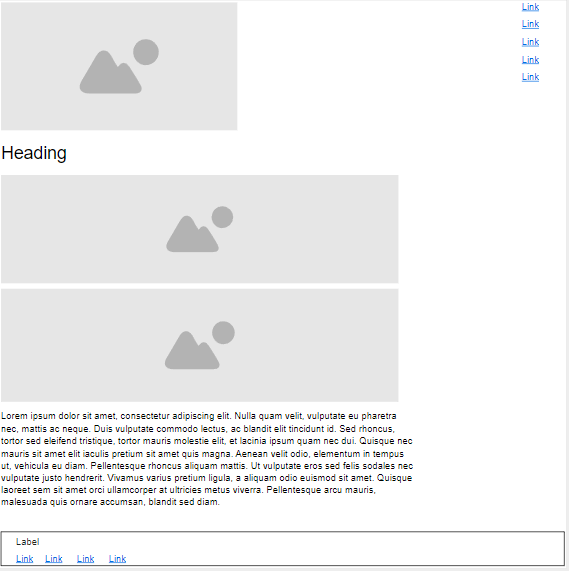 Link
Link
Link
Link
Link
Heading
Lorem ipsum dolor sit amet, consectetur adipiscing elit. Nulla quam velit, vulputate eu pharetra
nec, mattis ac neque. Duis vulputate commodo lectus, ac blandit elit tincidunt id. Sed rhoncus,
tortor sed eleifend tristique, tortor mauris molestie elit, et lacinia ipsum quam nec dui. Quisque nec
mauris sit amet elit iaculis pretium sit amet quis magna. Aenean velit odio, elementum in tempus
ut, vehicula eu diam. Pellentesque rhoncus aliquam mattis. Ut vulputate eros sed felis sodales nec
vulputate justo hendrerit. Vivamus varius pretium ligula, a aliquam odio euismod sit amet. Quisque
laoreet sem sit amet orci ullamcorper at ultricies metus viverra. Pellentesque arcu mauris,
malesuada quis ornare accumsan, blandit sed diam.
Label
Link Link Link Link